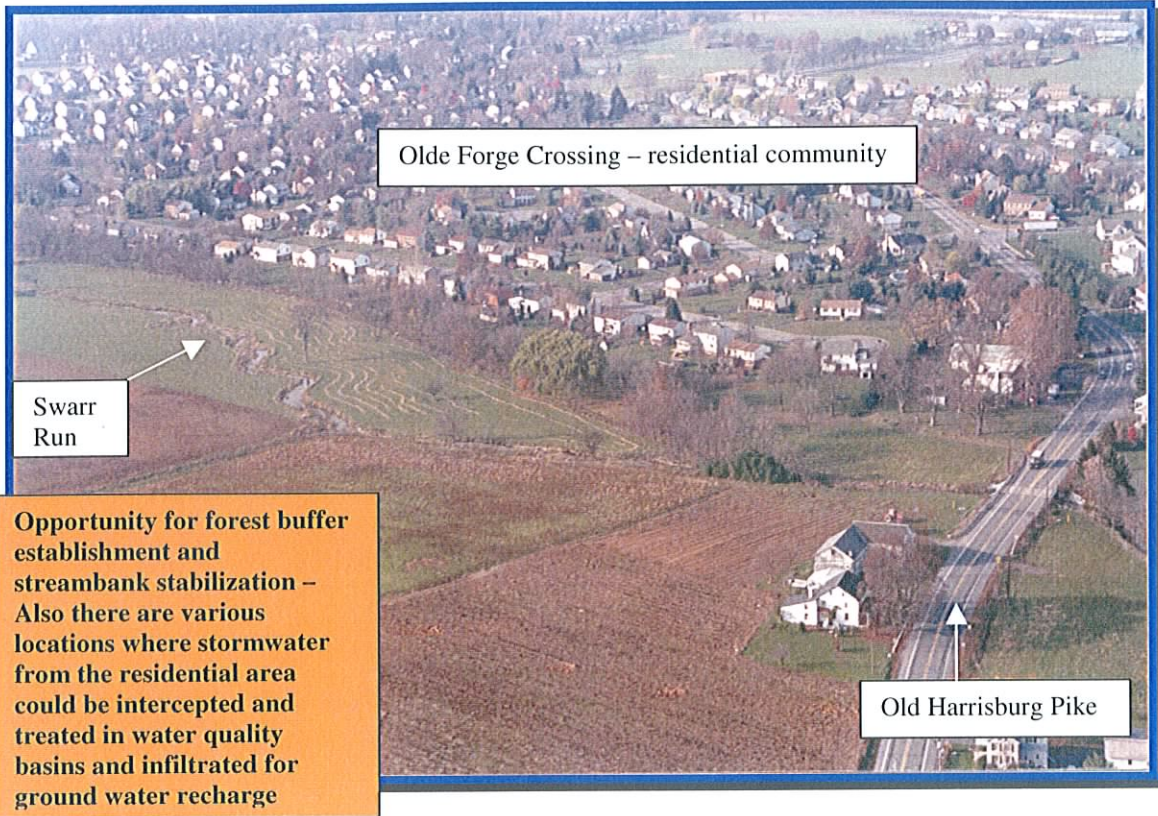 Olde Forge Crossing – residential community
Swarr
Run
Opportunity for forest buffer
establishment and
streambank stabilization –
Also there are various
locations where stormwater
from the residential area
could be intercepted and
treated in water quality
basins and infiltrated for
ground water recharge
Old Harrisburg Pike